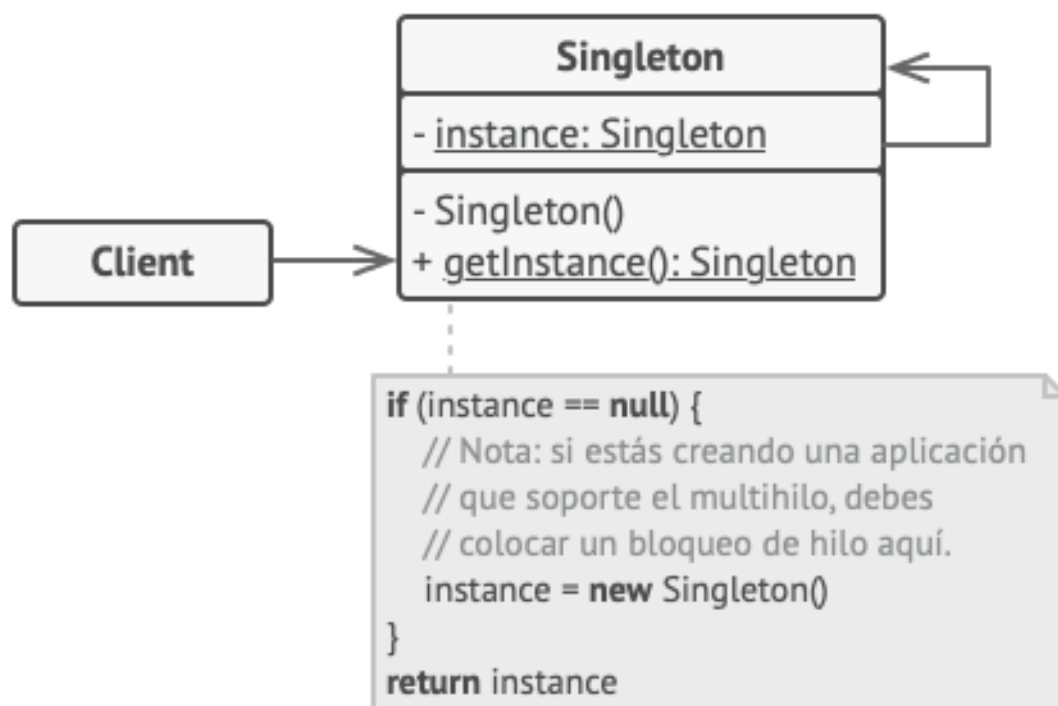 Singleton
- instance: Singleton
- Singleton()
+ getInstance(): Singleton
Client
if (instance == null) {
// Nota: si estás creando una aplicación
// que soporte el multihilo, debes
// colocar un bloqueo de hilo aquí.
instance = new Singleton()
}
return instance